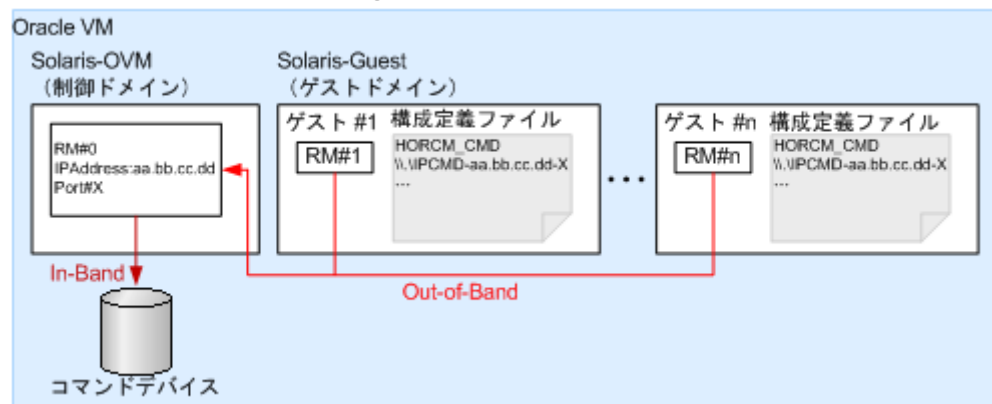 Oracle VM
Solaris-OVM
(制御ドメイン)
RM#0
IPAddress:aa.bb.cc.dd
Port#X
In-Band
コマンドデバイス
Solaris-Guest
(ゲストドメイン)
ゲスト #1 構成定義ファイル
RM#1
HORCM_CMD
\\.\IPCMD-aa.bb.cc.dd-X
...
...
ゲスト #n 構成定義ファイル
RM#n
HORCM_CMD
\\.\IPCMD-aa.bb.cc.dd-X
...
Out-of-Band